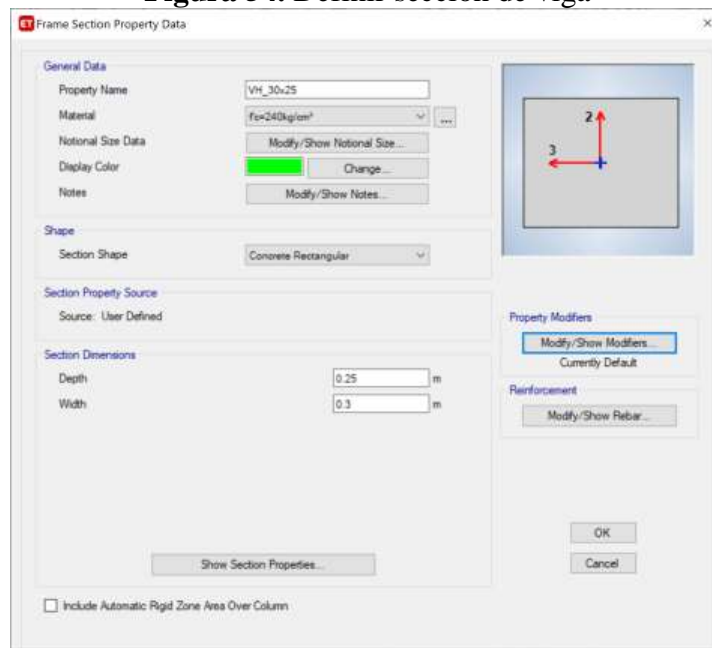 Figura 34. Definir sección de viga
ET Frame Section Property Data
General Data
Property Name VH_30x25
Material f'c=240kg/cm² ...
Notional Size Data Modify/Show Notional Size...
Display Color Change...
Notes Modify/Show Notes...
Shape
Section Shape Concrete Rectangular
Section Property Source
Source: User Defined
Section Dimensions
Depth 0.25 m
Width 0.3 m
Show Section Properties...
Include Automatic Rigid Zone Area Over Column
2
3
Property Modifiers
Modify/Show Modifiers...
Currently Default
Reinforcement
Modify/Show Rebar...
OK
Cancel